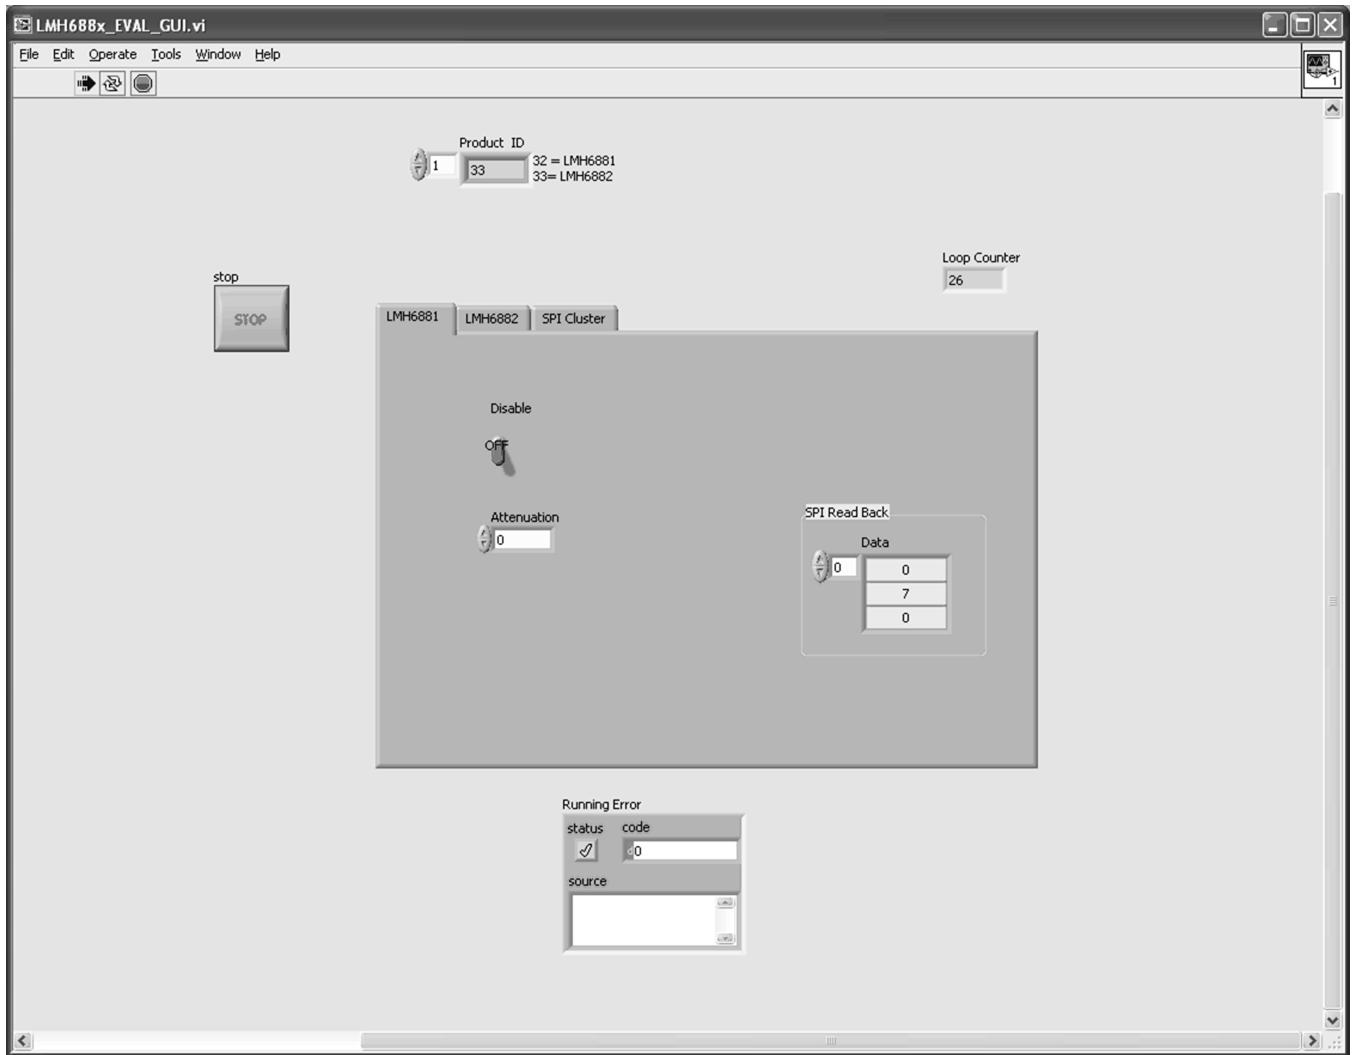 LMH688x_EVAL_GUI.vi
File Edit Operate Tools Window Help
1
Product ID
1 33 32 = LMH6881
33= LMH6882
Loop Counter
26
stop
STOP
LMH6881 LMH6882 SPI Cluster
Disable
OFF
Attenuation
0
SPI Read Back
Data
0 0
7
0
Running Error
status code
d0
source